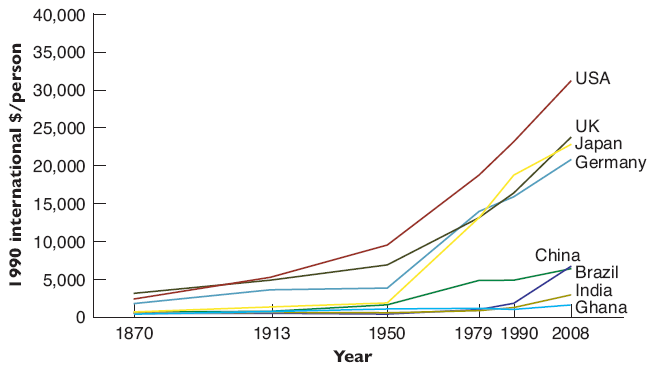 1990 international $/person
40,000
35,000
30,000
25,000
20,000
15,000
10,000
5,000
0
USA
UK
Japan
Germany
China
Brazil
India
Ghana
1870 1913 1950 1979 1990 2008
Year